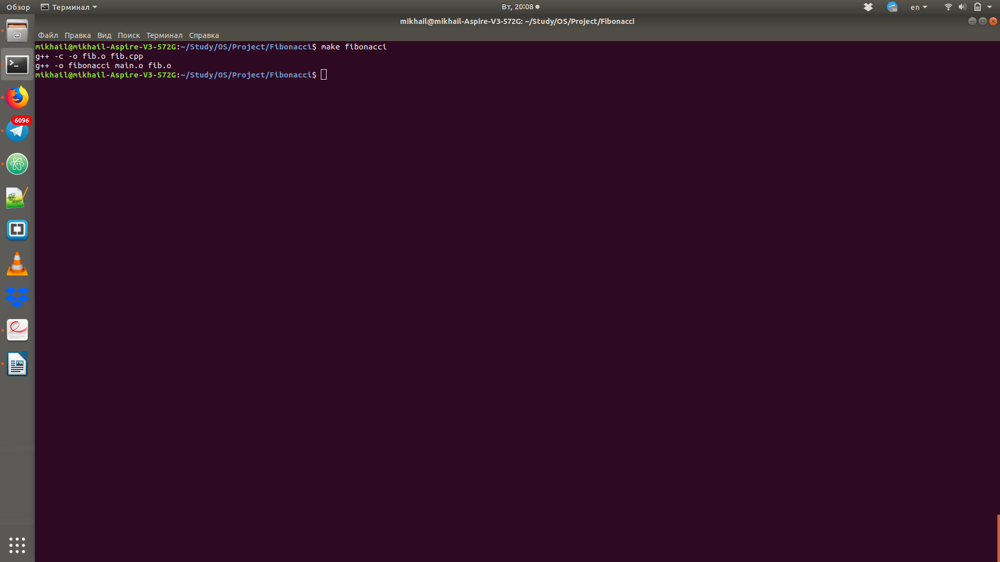 Обзор Терминал Вт, 20:08 en
mikhail@mikhail-Aspire-V3-572G: ~/Study/OS/Project/Fibonacci
Файл Правка Вид Поиск Терминал Справка
mikhail@mikhail-Aspire-V3-572G:~/Study/OS/Project/Fibonacci$ make fibonacci
g++ -c -o fib.o fib.cpp
g++ -o fibonacci main.o fib.o
mikhail@mikhail-Aspire-V3-572G:~/Study/OS/Project/Fibonacci$
6096